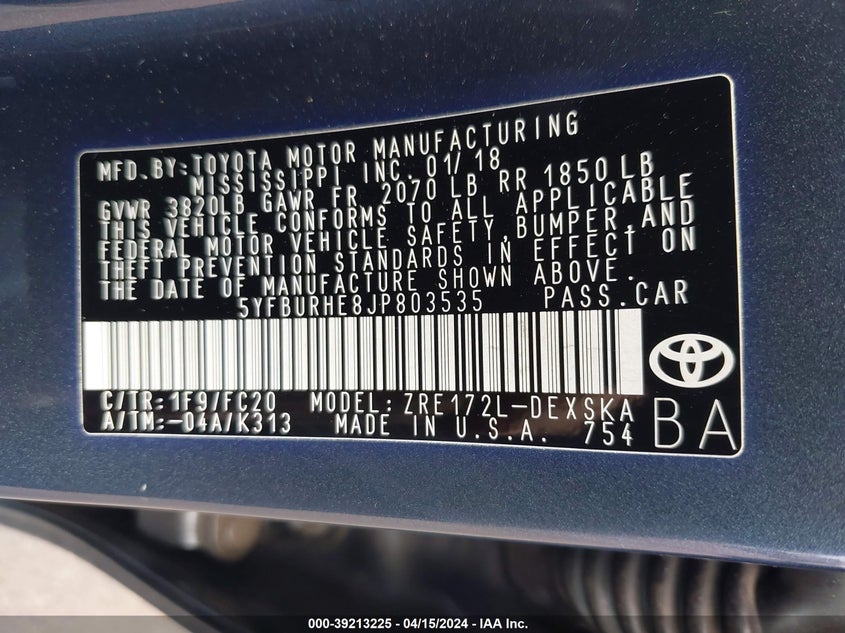 MFD.BY:TOYOTA MOTOR MANUFACTURING
MISSISSIPPI INC. 01/18
GVWR 3820LB GAWR FR 2070 LB RR 1850 LB
THIS VEHICLE CONFORMS TO ALL APPLICABLE
FEDERAL MOTOR VEHICLE SAFETY,BUMPER,AND
THEFT PREVENTION STANDARDS IN EFFECT ON
THE DATE OF MANUFACTURE SHOWN ABOVE.
5YFBURHE8JP803535 PASS.CAR
C/TR:1F9/FC20 MODEL:ZRE172L-DEXSKA
A/TM:-04A/K313 MADE IN U.S.A. 754
BA
000-39213225 - 04/15/2024 - IAA Inc.